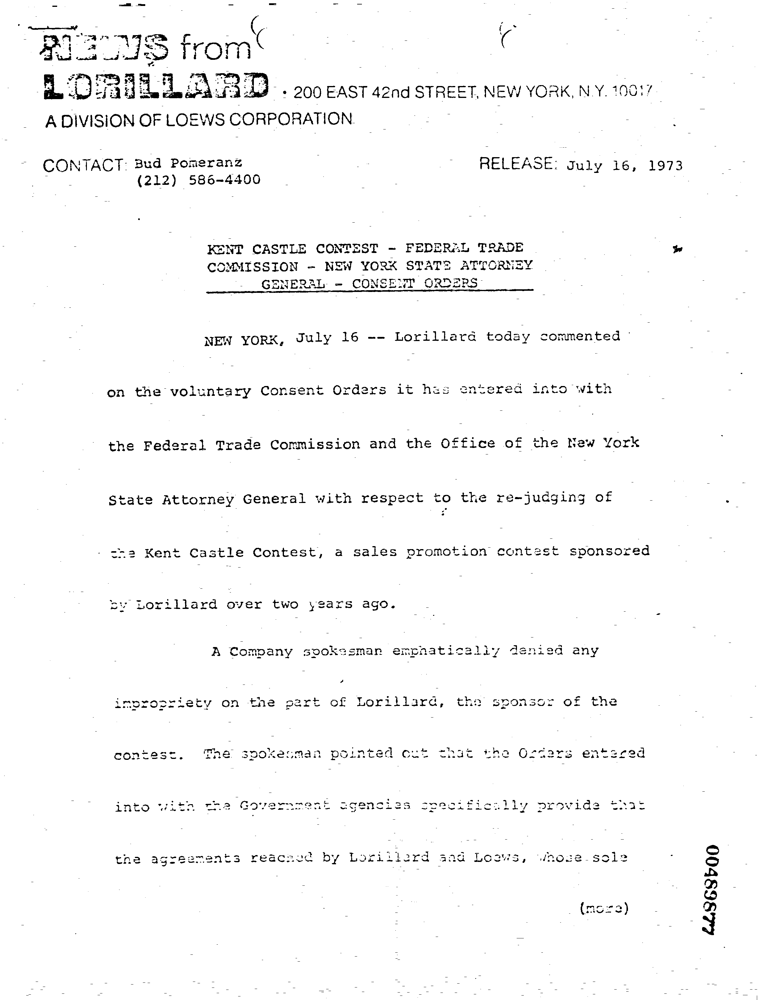 NEWS from
LORILLARD · 200 EAST 42nd STREET, NEW YORK, N.Y. 10017
A DIVISION OF LOEWS CORPORATION
CONTACT: Bud Pomeranz
RELEASE: July 16, 1973
(212) 586-4400
KENT CASTLE CONTEST - FEDERAL TRADE
COMMISSION - NEW YORK STATE ATTORNEY
GENERAL - CONSENT ORDERS
NEW YORK, July 16 -- Lorillard today commented
on the voluntary Consent Orders it has entered into with
the Federal Trade Commission and the Office of the New York
State Attorney General with respect to the re-judging of
the Kent Castle Contest, a sales promotion contest sponsored
by Lorillard over two years ago.
A Company spokesman emphatically denied any
impropriety on the part of Lorillard, the sponsor of the
contest. The spokesman pointed out that the Orders entered
into with the Government agencies specifically provide that
the agreements reached by Lorillard and Loews, whose sole
(more)
00489877